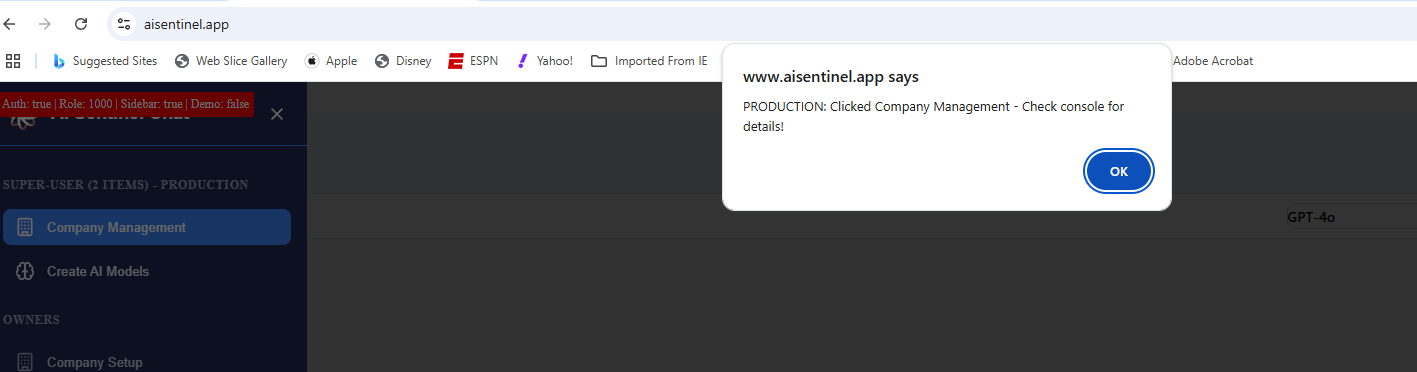 aisentinel.app
Suggested Sites
Web Slice Gallery
Apple
Disney
ESPN
Yahoo!
Imported From IE
Adobe Acrobat
www.aisentinel.app says
PRODUCTION: Clicked Company Management - Check console for
details!
OK
Auth: true | Role: 1000 | Sidebar: true | Demo: false
SUPER-USER (2 ITEMS) - PRODUCTION
Company Management
GPT-4o
Create AI Models
OWNERS
Company Setup